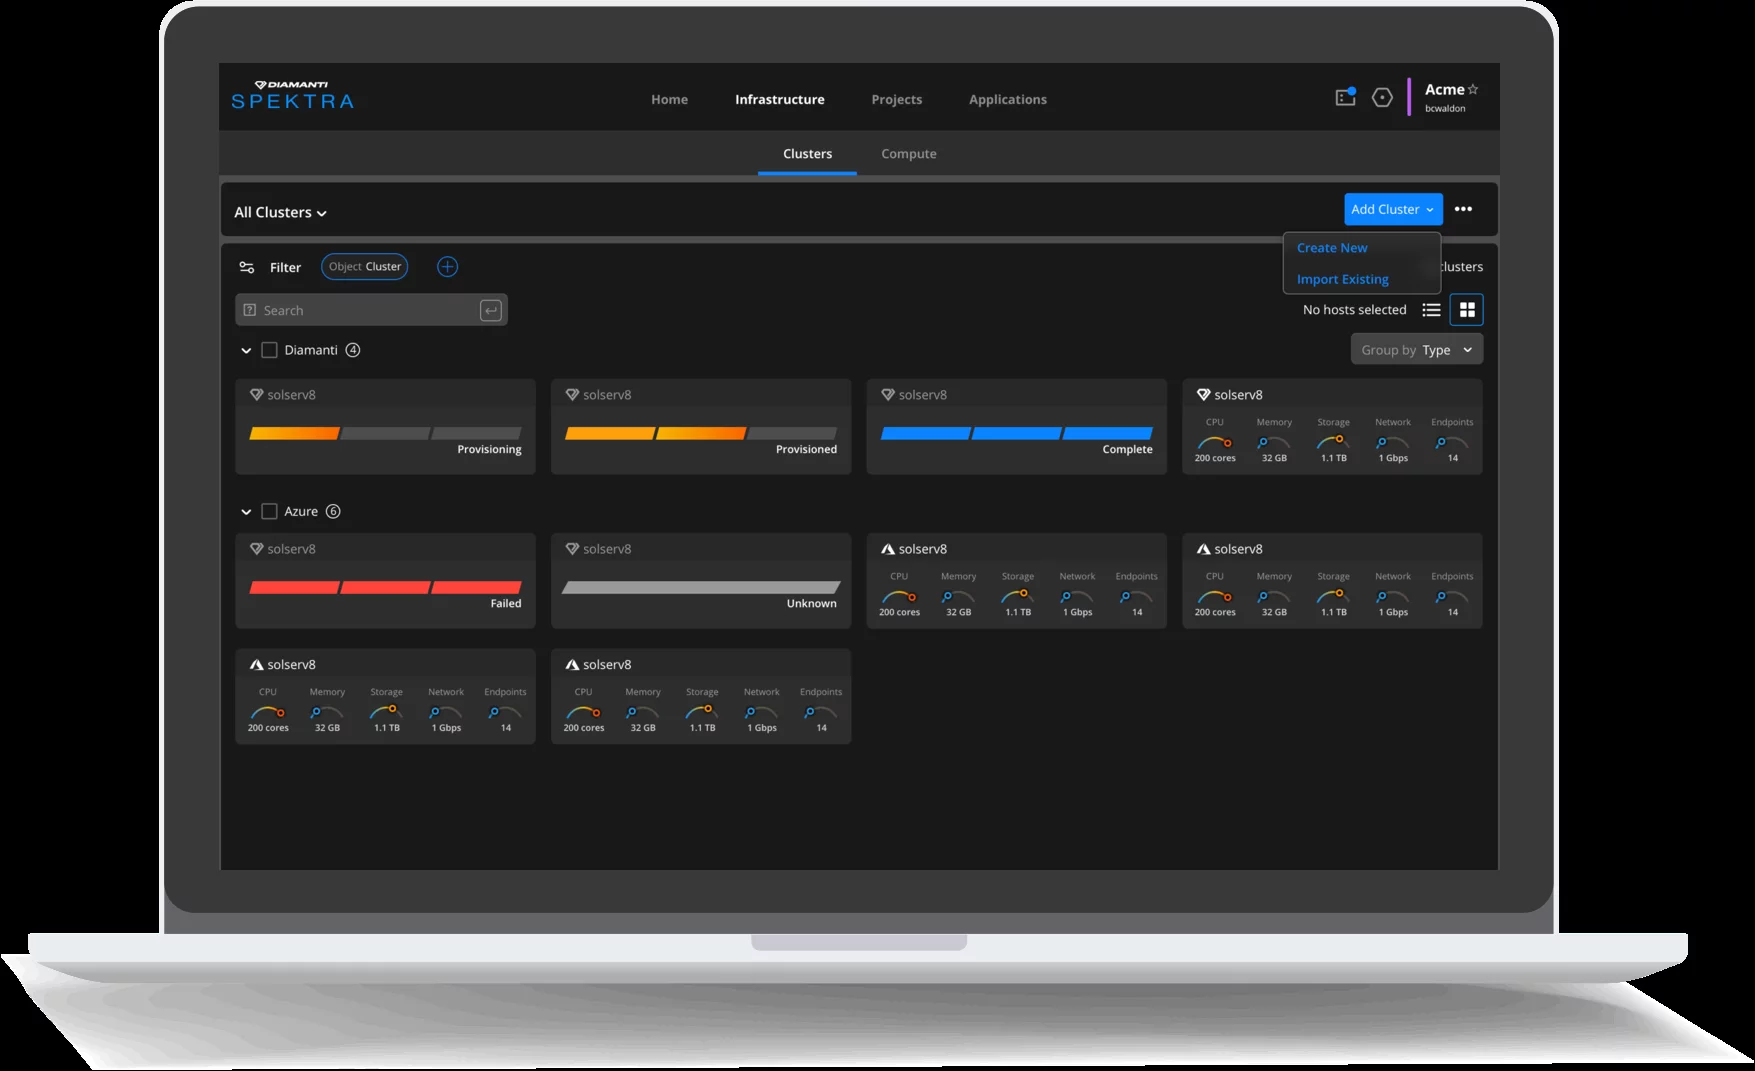 DIAMANTI
SPEKTRA
Home Infrastructure Projects Applications
Acme
bcwaldon
Clusters Compute
All Clusters
Add Cluster
Create New
Import Existing
Filter Object Cluster
clusters
Search
No hosts selected
Diamanti 4
Group by Type
solserv8 solserv8 solserv8 solserv8
CPU Memory Storage Network Endpoints
Provisioning Provisioned Complete
200 cores 32 GB 1.1 TB 1 Gbps 14
Azure 6
solserv8 solserv8 solserv8 solserv8
CPU Memory Storage Network Endpoints CPU Memory Storage Network Endpoints
Failed Unknown
200 cores 32 GB 1.1 TB 1 Gbps 14 200 cores 32 GB 1.1 TB 1 Gbps 14
solserv8 solserv8
CPU Memory Storage Network Endpoints CPU Memory Storage Network Endpoints
200 cores 32 GB 1.1 TB 1 Gbps 14 200 cores 32 GB 1.1 TB 1 Gbps 14